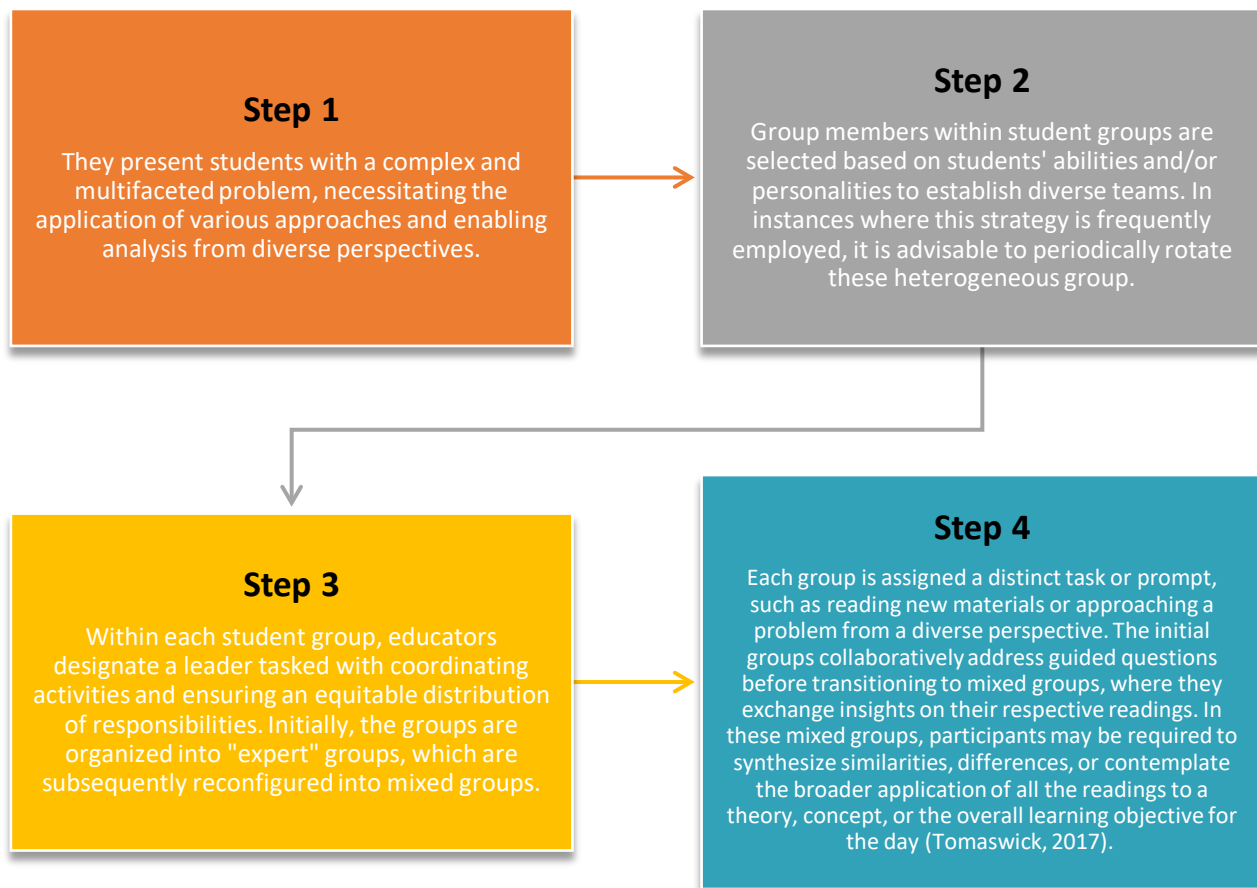 Step 1
They present students with a complex and
multifaceted problem, necessitating the
application of various approaches and enabling
analysis from diverse perspectives.
Step 2
Group members within student groups are
selected based on students' abilities and/or
personalities to establish diverse teams. In
instances where this strategy is frequently
employed, it is advisable to periodically rotate
these heterogeneous group.
Step 3
Within each student group, educators
designate a leader tasked with coordinating
activities and ensuring an equitable distribution
of responsibilities. Initially, the groups are
organized into "expert" groups, which are
subsequently reconfigured into mixed groups.
Step 4
Each group is assigned a distinct task or prompt,
such as reading new materials or approaching a
problem from a diverse perspective. The initial
groups collaboratively address guided questions
before transitioning to mixed groups, where they
exchange insights on their respective readings. In
these mixed groups, participants may be required to
synthesize similarities, differences, or contemplate
the broader application of all the readings to a
theory, concept, or the overall learning objective for
the day (Tomaswick, 2017).